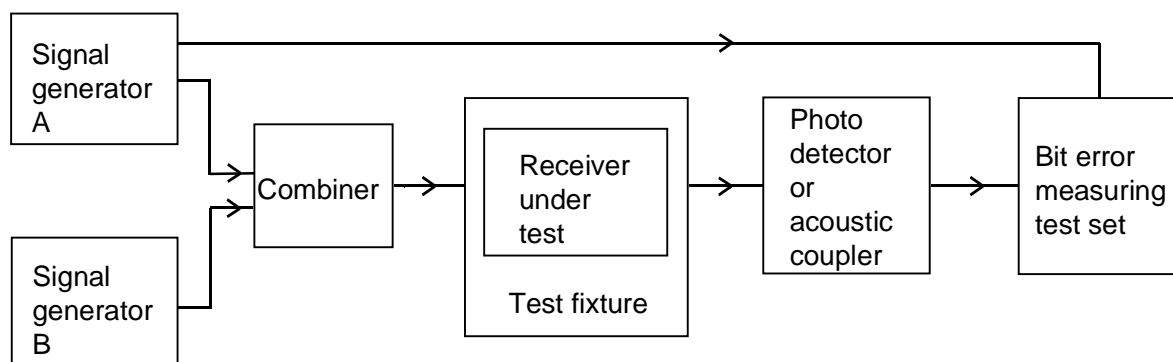 Signal
generator
A
Combiner
Signal
generator
B
Receiver
under
test
Test fixture
Photo
detector
or
acoustic
coupler
Bit error
measuring
test set